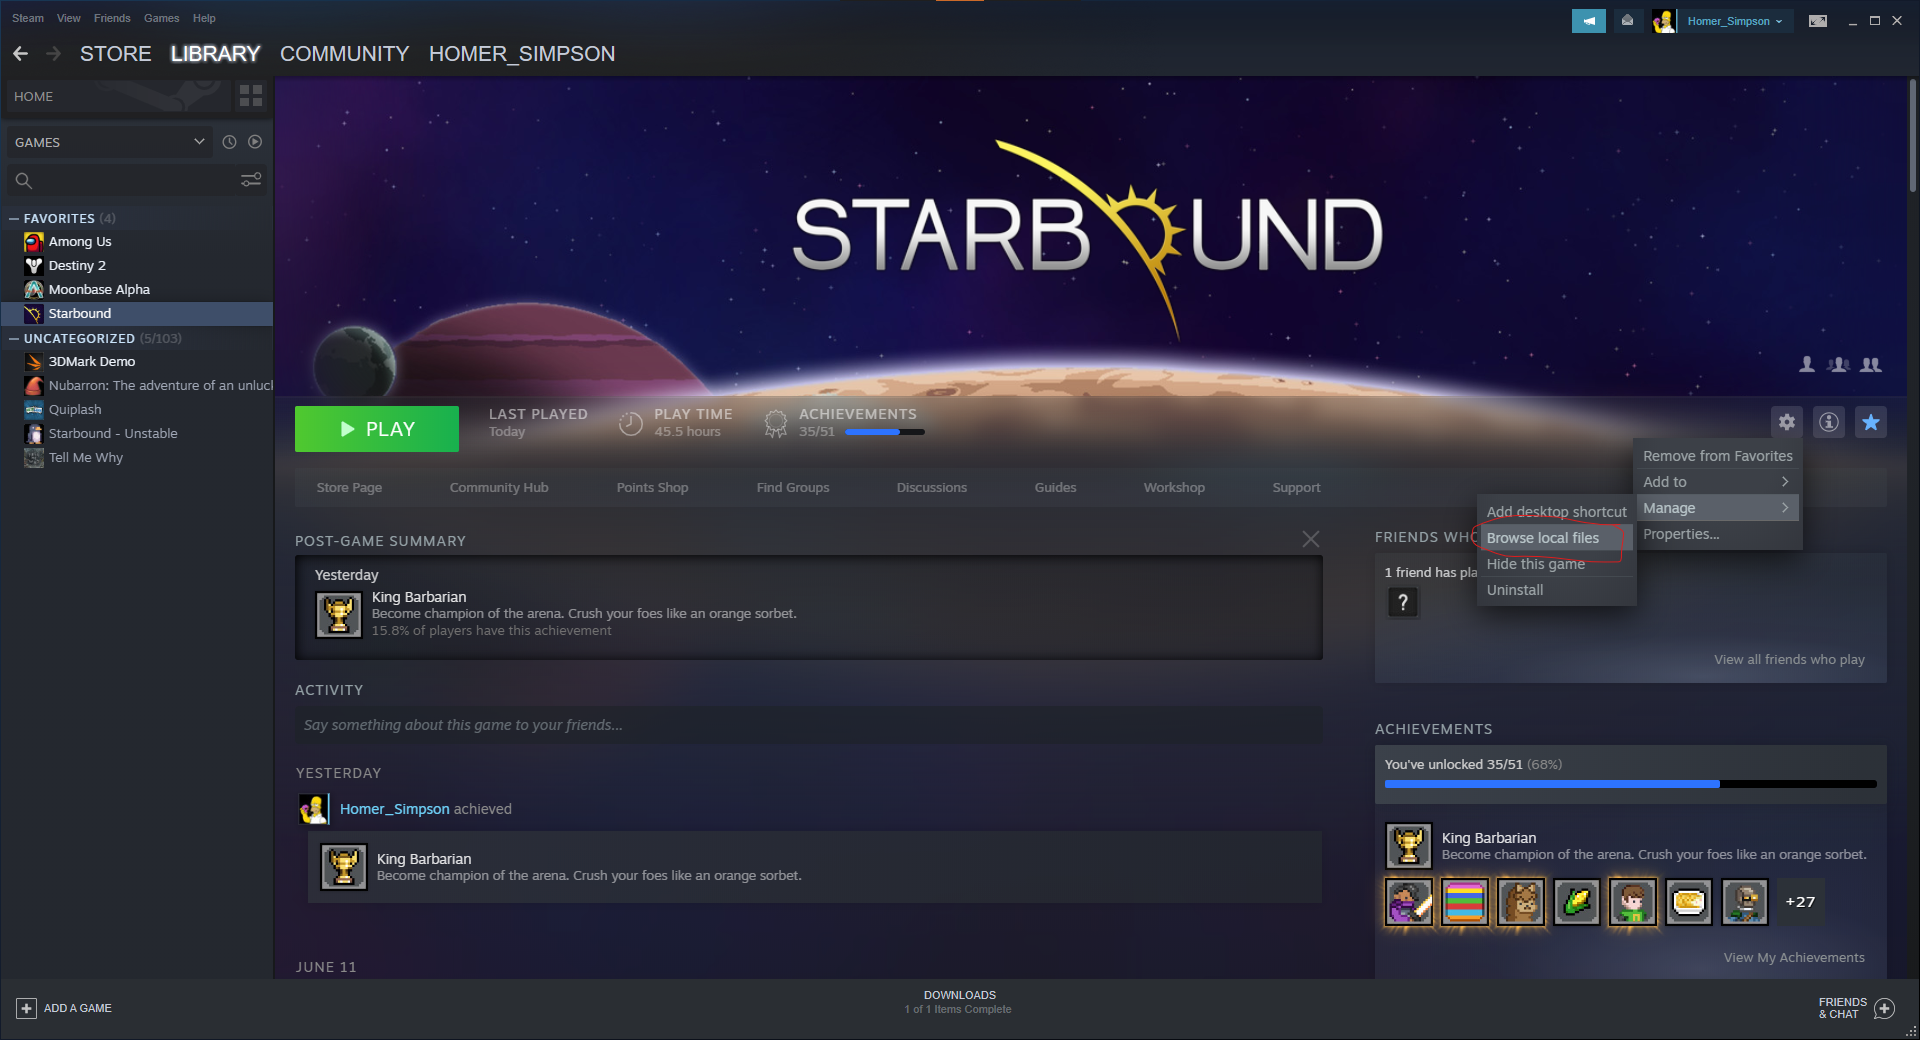 Steam View Friends Games Help
Homer_Simpson
STORE LIBRARY COMMUNITY HOMER_SIMPSON
HOME
GAMES
FAVORITES (4)
Among Us
Destiny 2
Moonbase Alpha
Starbound
UNCATEGORIZED (5/103)
3DMark Demo
Nubarron: The adventure of an unluc
Quiplash
Starbound - Unstable
Tell Me Why
STARBOUND
PLAY
LAST PLAYED
Today
PLAY TIME
45.5 hours
ACHIEVEMENTS
35/51
Remove from Favorites
Add to
Manage
Properties...
Add desktop shortcut
Browse local files
Hide this game
Uninstall
Store Page Community Hub Points Shop Find Groups Discussions Guides Workshop Support
POST-GAME SUMMARY
Yesterday
King Barbarian
Become champion of the arena. Crush your foes like an orange sorbet.
15.8% of players have this achievement
ACTIVITY
Say something about this game to your friends...
YESTERDAY
Homer_Simpson achieved
King Barbarian
Become champion of the arena. Crush your foes like an orange sorbet.
JUNE 11
FRIENDS WHO
1 friend has pla
?
View all friends who play
ACHIEVEMENTS
You've unlocked 35/51 (68%)
King Barbarian
Become champion of the arena. Crush your foes like an orange sorbet.
+27
View My Achievements
ADD A GAME
DOWNLOADS
1 of 1 Items Complete
FRIENDS
& CHAT